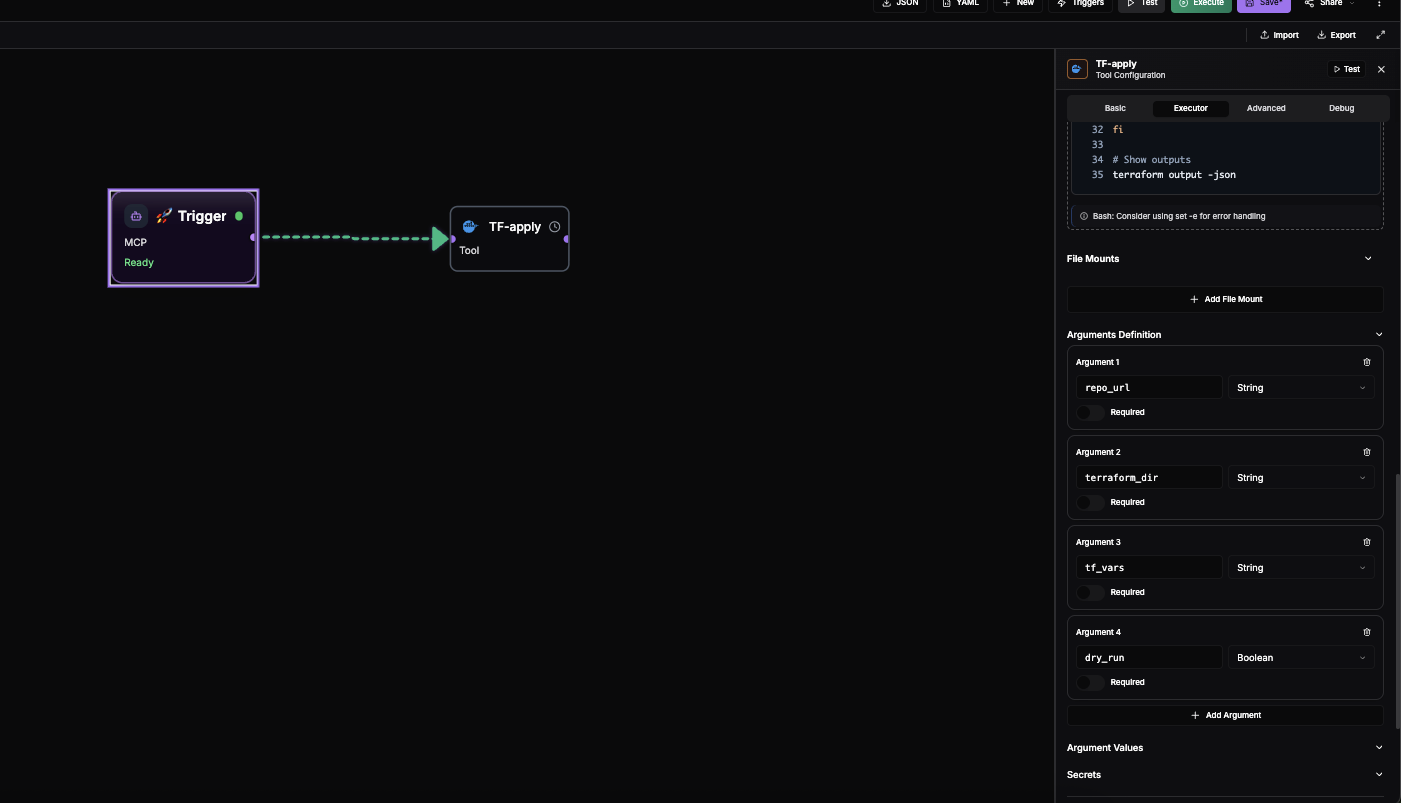 JSON
YAML
New
Triggers
Test
Execute
Save*
Share
Import
Export
TF-apply
Tool Configuration
Test
Basic
Executor
Advanced
Debug
32 fi
33
34 # Show outputs
35 terraform output -json
Bash: Consider using set -e for error handling
🚀 Trigger
MCP
Ready
TF-apply
Tool
File Mounts
+ Add File Mount
Arguments Definition
Argument 1
repo_url
String
Required
Argument 2
terraform_dir
String
Required
Argument 3
tf_vars
String
Required
Argument 4
dry_run
Boolean
Required
+ Add Argument
Argument Values
Secrets